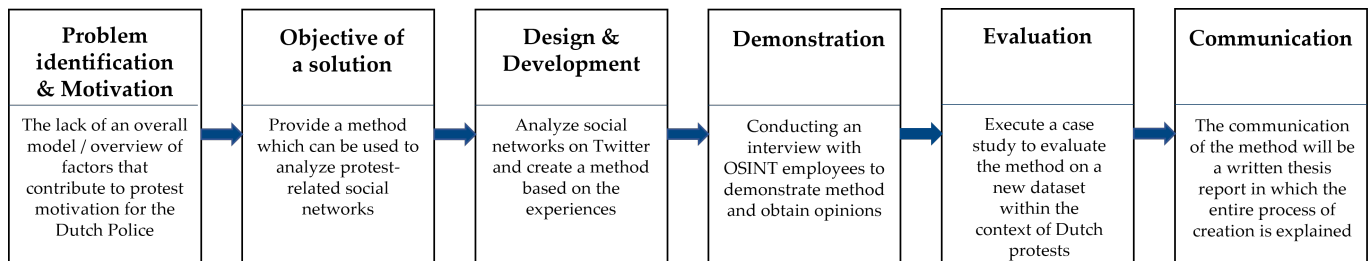 Problem
identification
& Motivation
The lack of an overall
model / overview of
factors that
contribute to protest
motivation for the
Dutch Police
Objective of
a solution
Provide a method
which can be used to
analyze protest-
related social
networks
Design &
Development
Analyze social
networks on Twitter
and create a method
based on the
experiences
Demonstration
Conducting an
interview with
OSINT employees to
demonstrate method
and obtain opinions
Evaluation
Execute a case
study to evaluate
the method on a
new dataset
within the
context of Dutch
protests
Communication
The communication
of the method will be
a written thesis
report in which the
entire process of
creation is explained